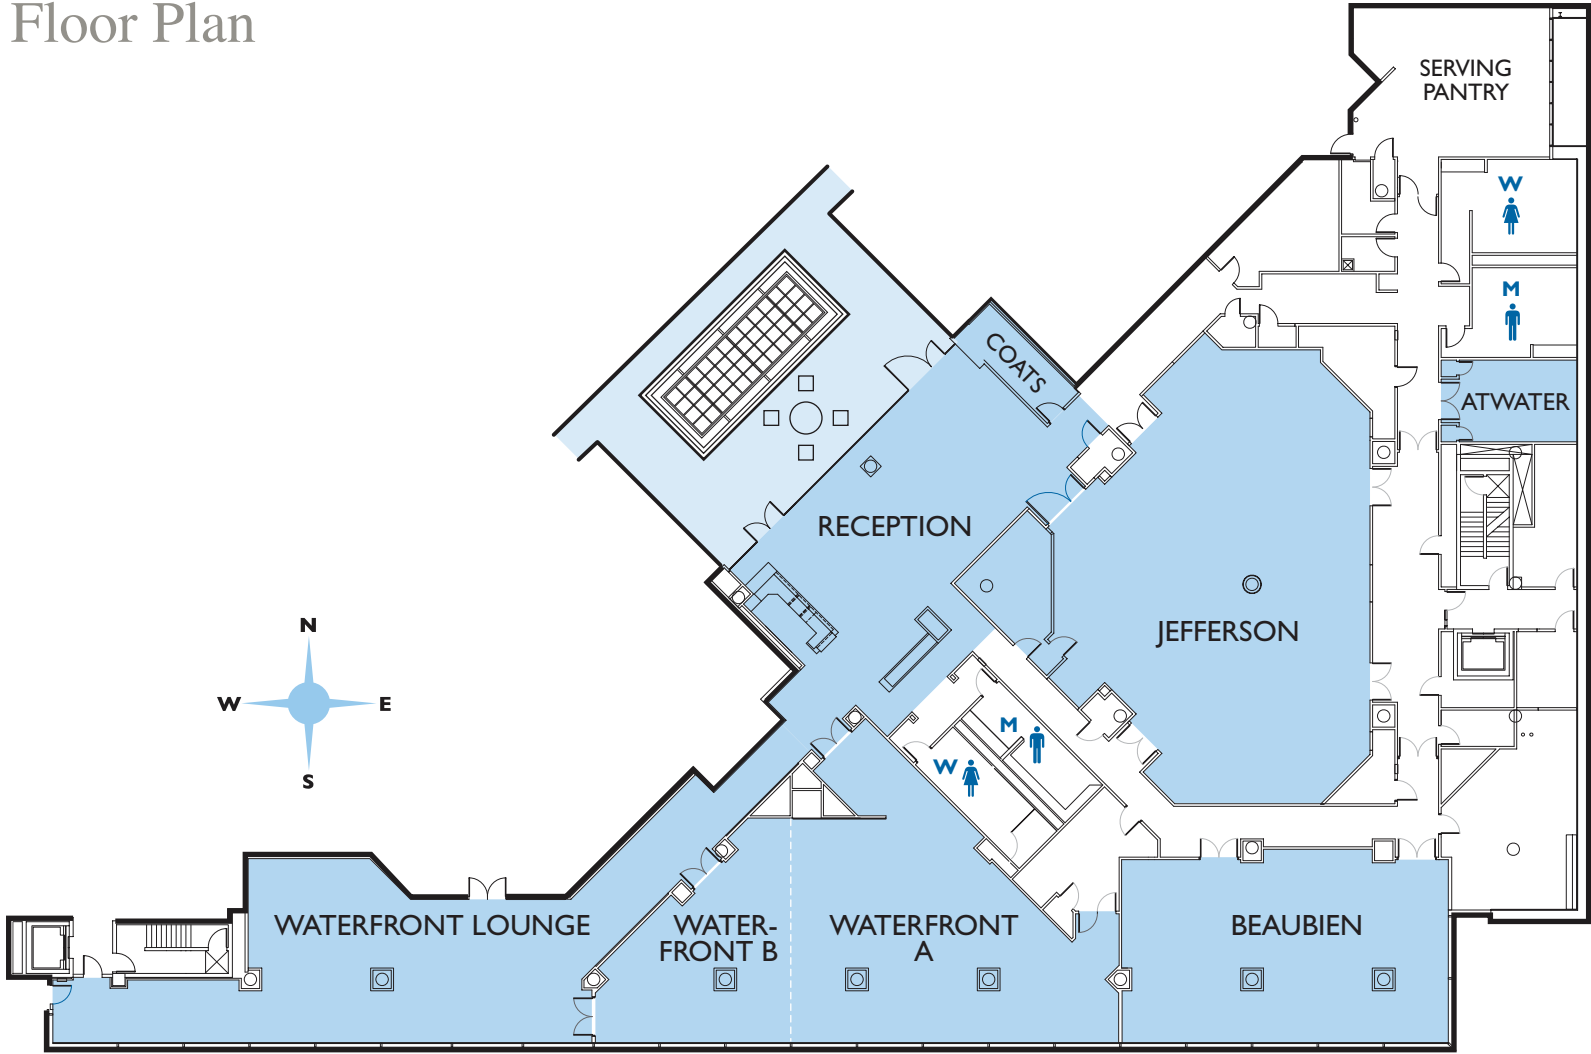 Floor Plan
SERVING
PANTRY
W
M
COATS
ATWATER
RECEPTION
JEFFERSON
N
W
E
S
M
W
WATERFRONT LOUNGE
WATER-
FRONT B
WATERFRONT
A
BEAUBIEN